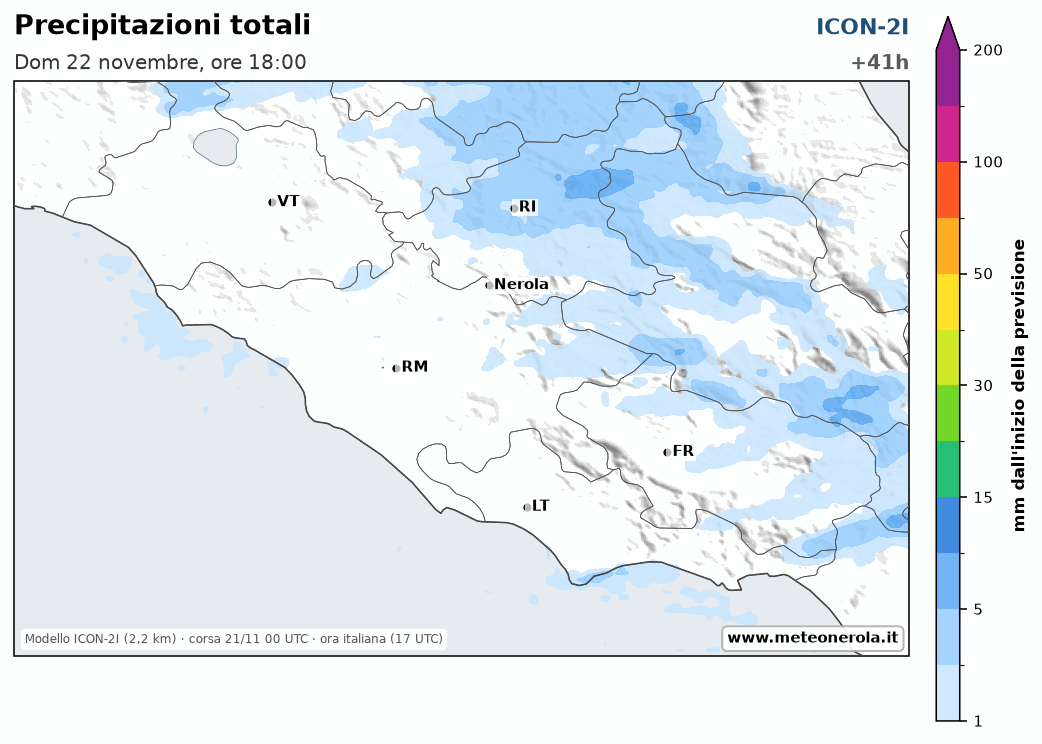 Precipitazioni totali
ICON-2I
Dom 22 novembre, ore 18:00
+41h
VT
RI
Nerola
RM
FR
LT
Modello ICON-2I (2,2 km) · corsa 21/11 00 UTC · ora italiana (17 UTC)
www.meteonerola.it
200
100
50
30
15
5
1
mm dall'inizio della previsione